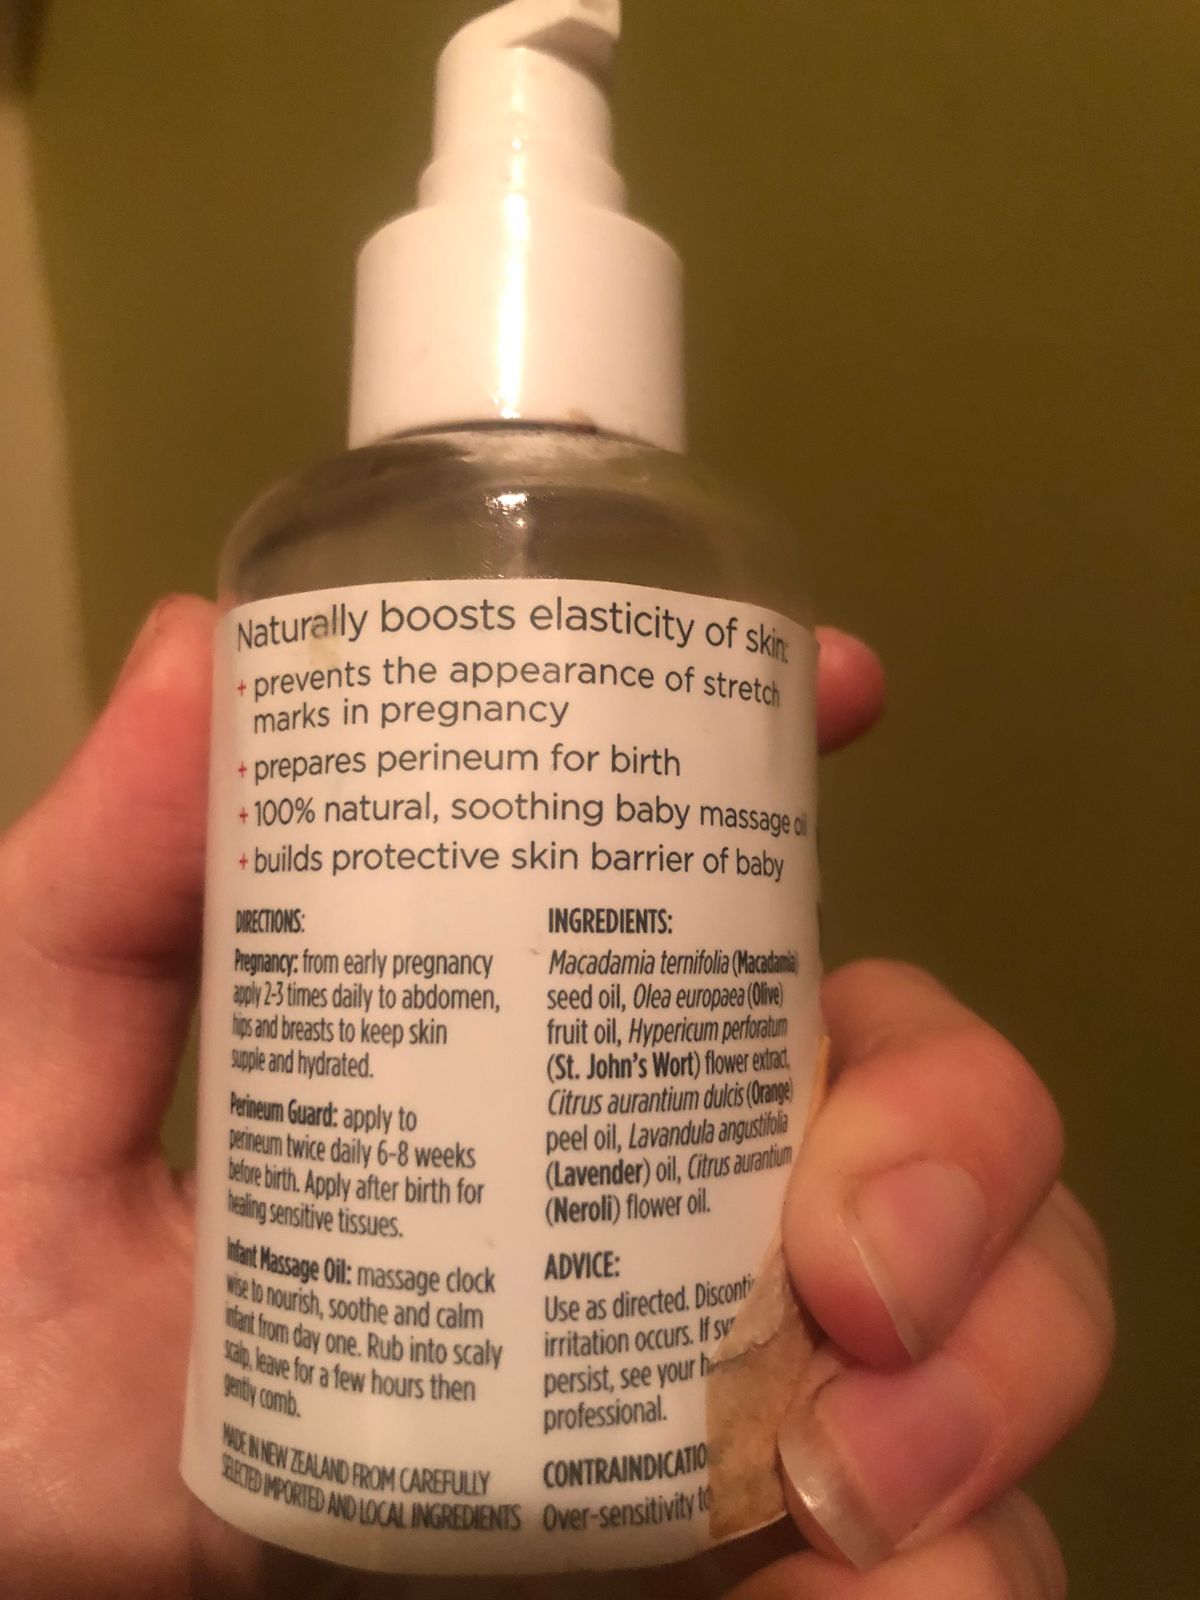 Naturally boosts elasticity of skin:
+ prevents the appearance of stretch
marks in pregnancy
+ prepares perineum for birth
+ 100% natural, soothing baby massage oil
+ builds protective skin barrier of baby
DIRECTIONS:
Pregnancy: from early pregnancy
apply 2-3 times daily to abdomen,
hips and breasts to keep skin
supple and hydrated.
Perineum Guard: apply to
perineum twice daily 6-8 weeks
before birth. Apply after birth for
healing sensitive tissues.
Infant Massage Oil: massage clock
wise to nourish, soothe and calm
infant from day one. Rub into scaly
scalp, leave for a few hours then
gently comb.
MADE IN NEW ZEALAND FROM CAREFULLY
SELECTED IMPORTED AND LOCAL INGREDIENTS
INGREDIENTS:
Macadamia ternifolia (Macadamia)
seed oil, Olea europaea (Olive)
fruit oil, Hypericum perforatum
(St. John's Wort) flower extract,
Citrus aurantium dulcis (Orange)
peel oil, Lavandula angustifolia
(Lavender) oil, Citrus aurantium
(Neroli) flower oil.
ADVICE:
Use as directed. Disconti
irritation occurs. If
persist, see your
professional.
CONTRAINDICATIO
Over-sensitivity to